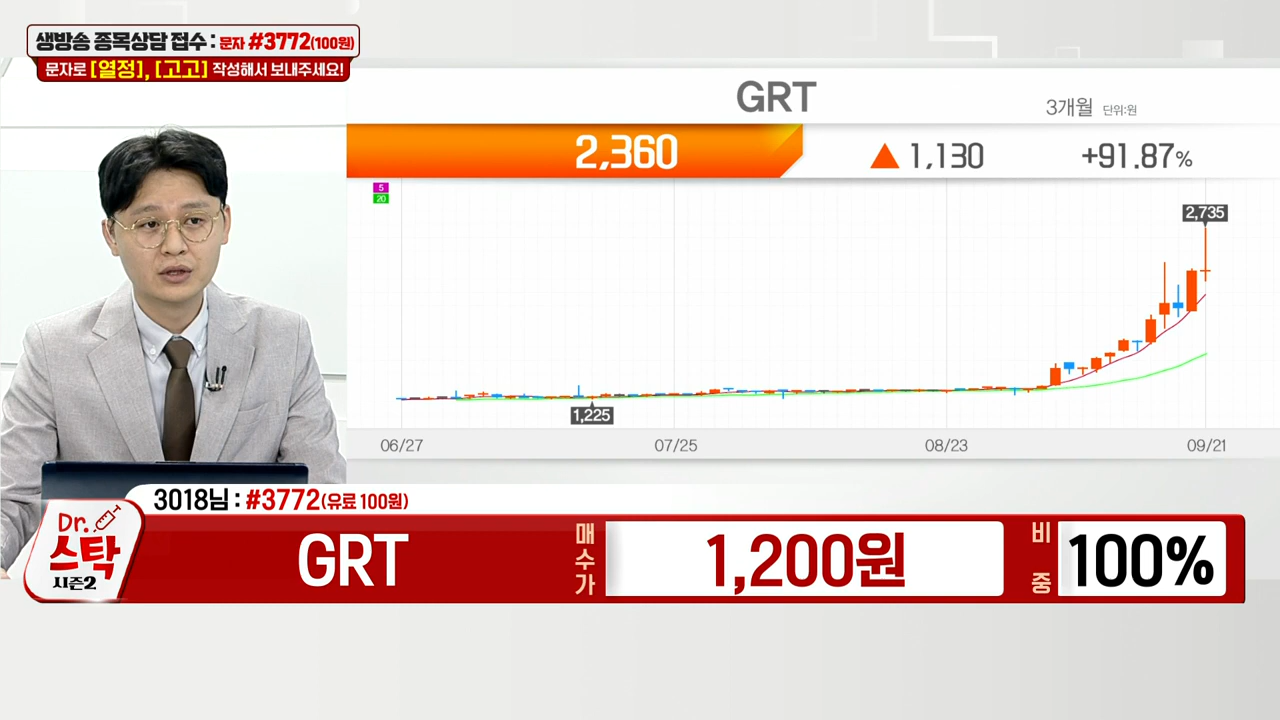 생방송 종목상담 접수 : 문자 #3772(100원)
문자로 [열정], [고고] 작성해서 보내주세요!
GRT
3개월 단위:원
2,360 ▲ 1,130 +91.87%
5
20
2,735
1,225
06/27 07/25 08/23 09/21
3018님 : #3772(유료 100원)
Dr.
스탁
시즌2
GRT 매수가 1,200원 비중 100%